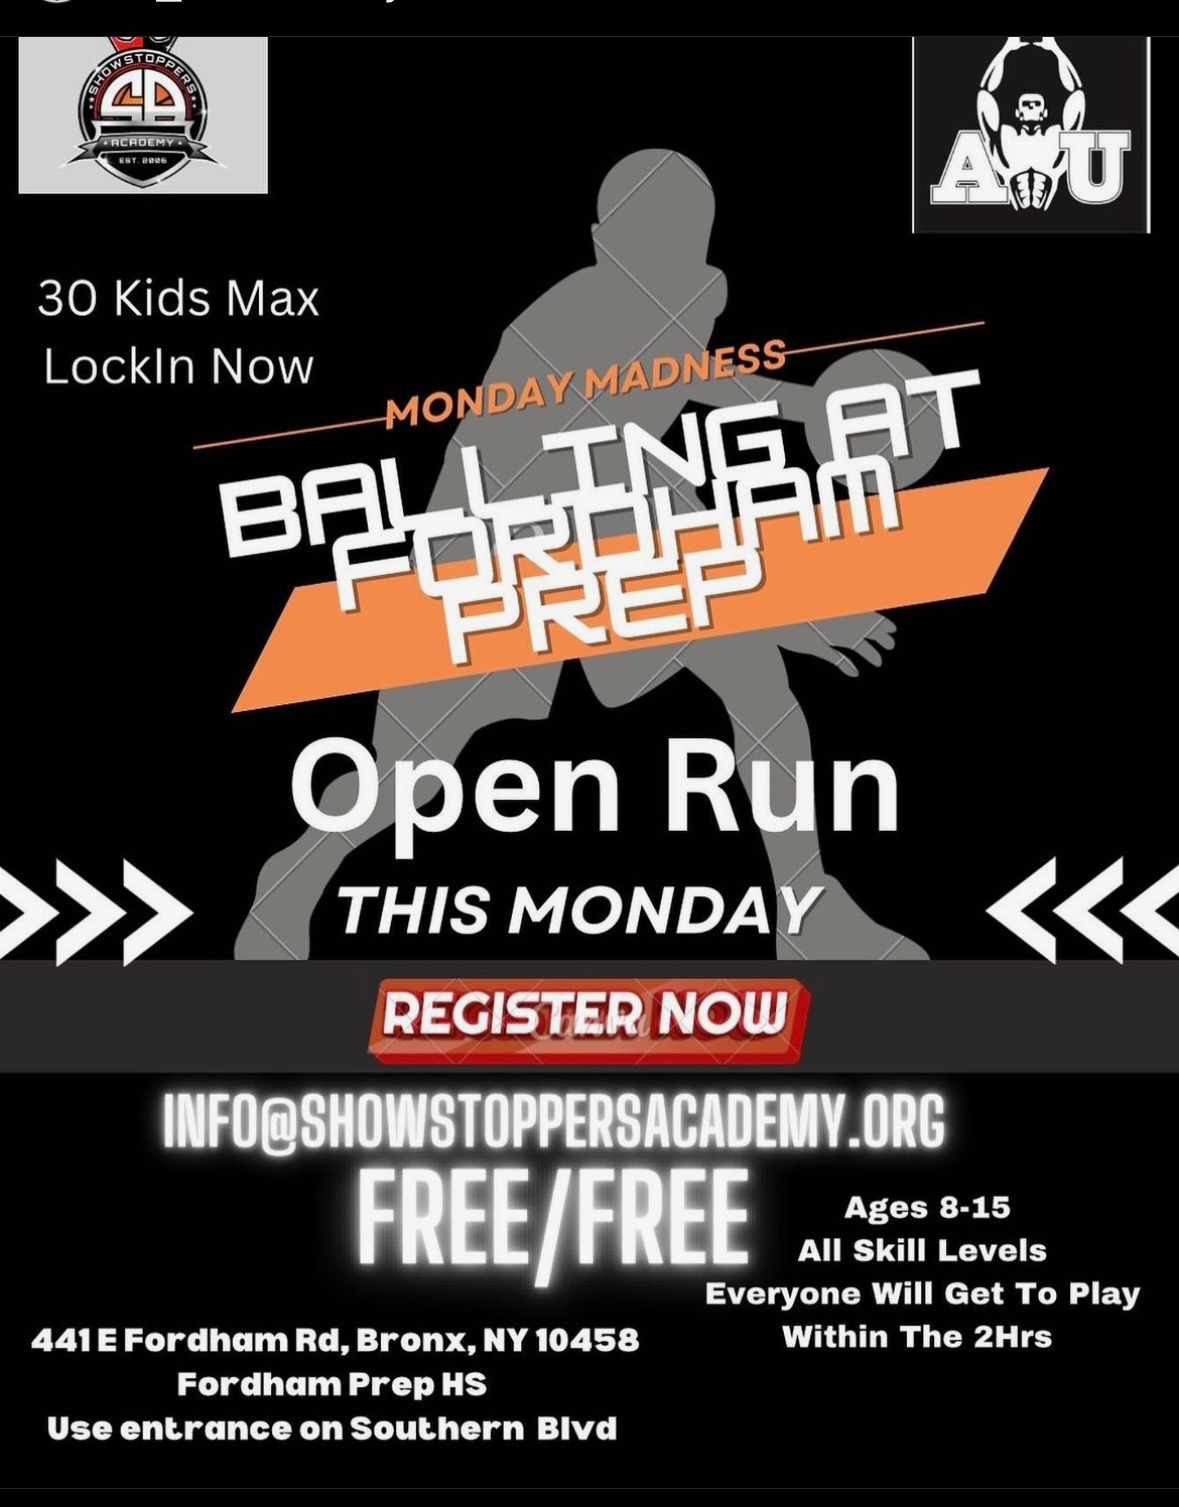 SHOWSTOPPERS
SA
ACADEMY
EST. 2006
A U
30 Kids Max
LockIn Now
MONDAY MADNESS
BALLING AT
FORDHAM
PREP
Open Run
THIS MONDAY
REGISTER NOW
INFO@SHOWSTOPPERSACADEMY.ORG
FREE/FREE
Ages 8-15
All Skill Levels
Everyone Will Get To Play
Within The 2Hrs
441 E Fordham Rd, Bronx, NY 10458
Fordham Prep HS
Use entrance on Southern Blvd